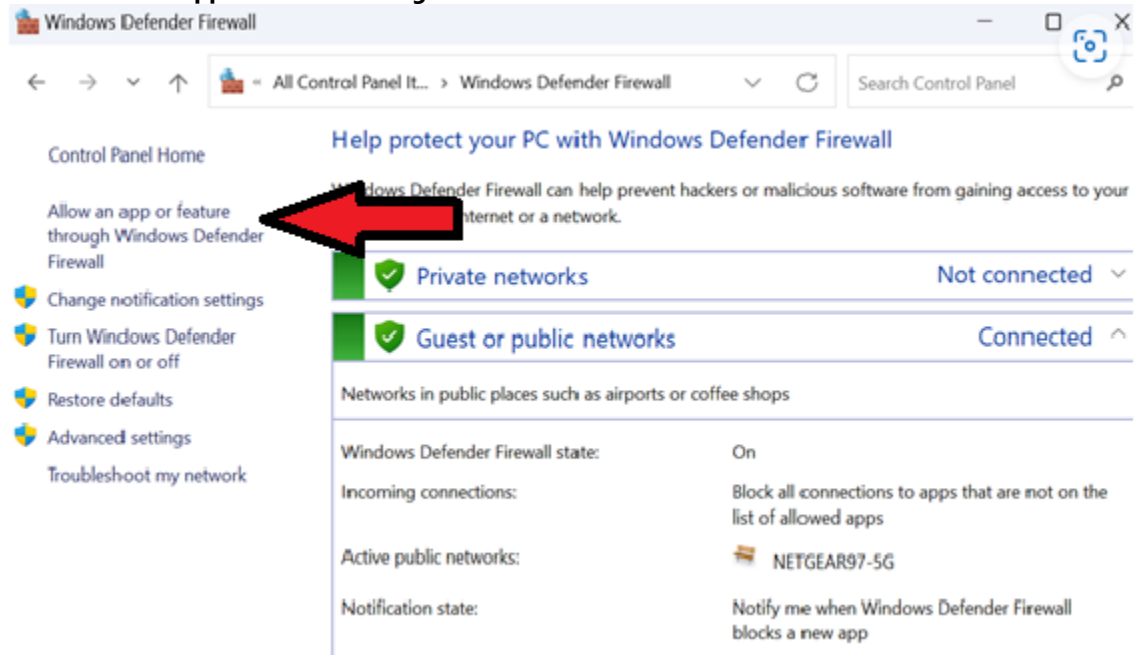 Windows Defender Firewall
All Control Panel It... > Windows Defender Firewall
Search Control Panel
Control Panel Home
Allow an app or feature
through Windows Defender
Firewall
Change notification settings
Turn Windows Defender
Firewall on or off
Restore defaults
Advanced settings
Troubleshoot my network
Help protect your PC with Windows Defender Firewall
Defender Firewall can help prevent hackers or malicious software from gaining access to your
or a network.
Private networks
Not connected
Guest or public networks
Connected
Networks in public places such as airports or coffee shops
Windows Defender Firewall state:
On
Incoming connections:
Block all connections to apps that are not on the
list of allowed apps
Active public networks:
NETGEAR97-5G
Notification state:
Notify me when Windows Defender Firewall
blocks a new app